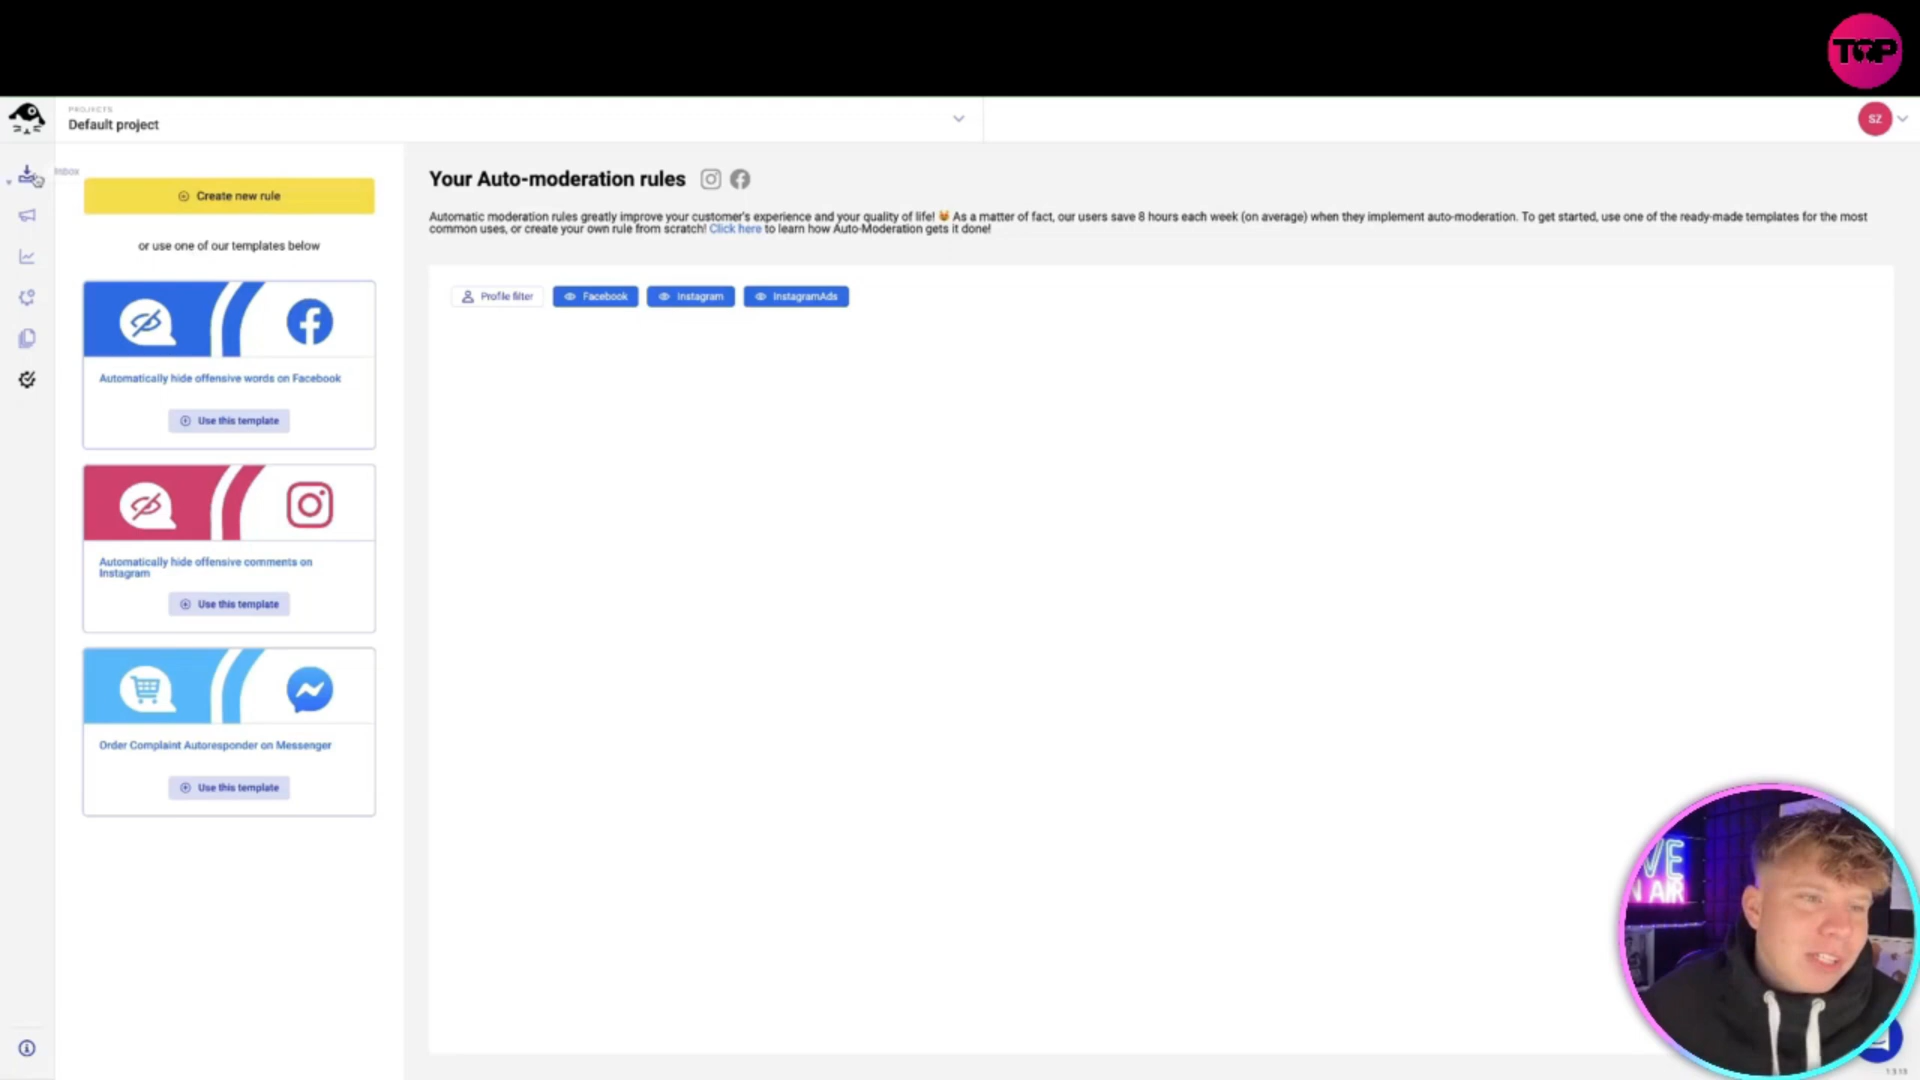 TOP
PROJECTS
Default project
SZ
Inbox
Create new rule
or use one of our templates below
Automatically hide offensive words on Facebook
Use this template
Automatically hide offensive comments on
Instagram
Use this template
Order Complaint Autoresponder on Messenger
Use this template
Your Auto-moderation rules
Automatic moderation rules greatly improve your customer's experience and your quality of life! As a matter of fact, our users save 8 hours each week (on average) when they implement auto-moderation. To get started, use one of the ready-made templates for the most
common uses, or create your own rule from scratch! Click here to learn how Auto-Moderation gets it done!
Profile filter
Facebook
Instagram
InstagramAds
VE
N AIR